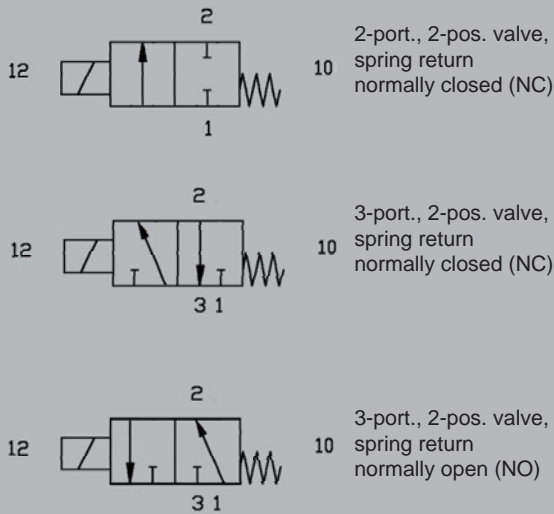 2
12
10
1
2-port., 2-pos. valve,
spring return
normally closed (NC)
2
12
10
3 1
3-port., 2-pos. valve,
spring return
normally closed (NC)
2
12
10
3 1
3-port., 2-pos. valve,
spring return
normally open (NO)